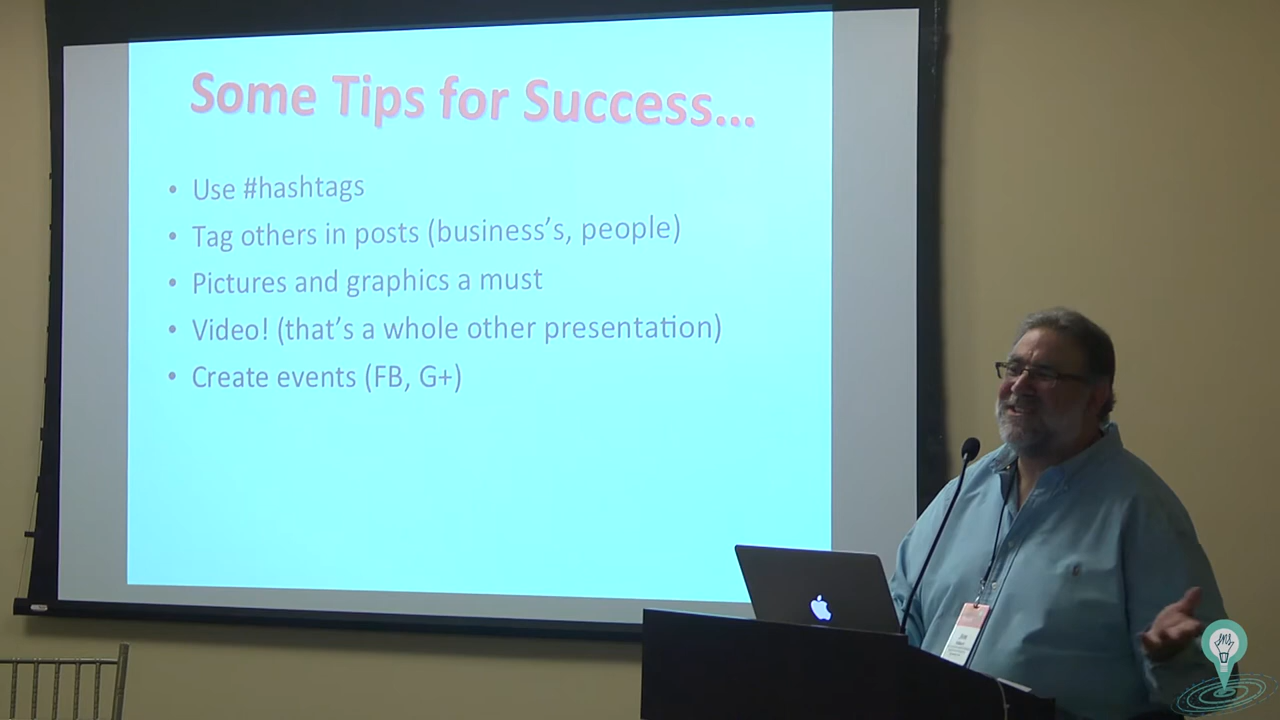 Some Tips for Success...
• Use #hashtags
• Tag others in posts (business's, people)
• Pictures and graphics a must
• Video! (that's a whole other presentation)
• Create events (FB, G+)